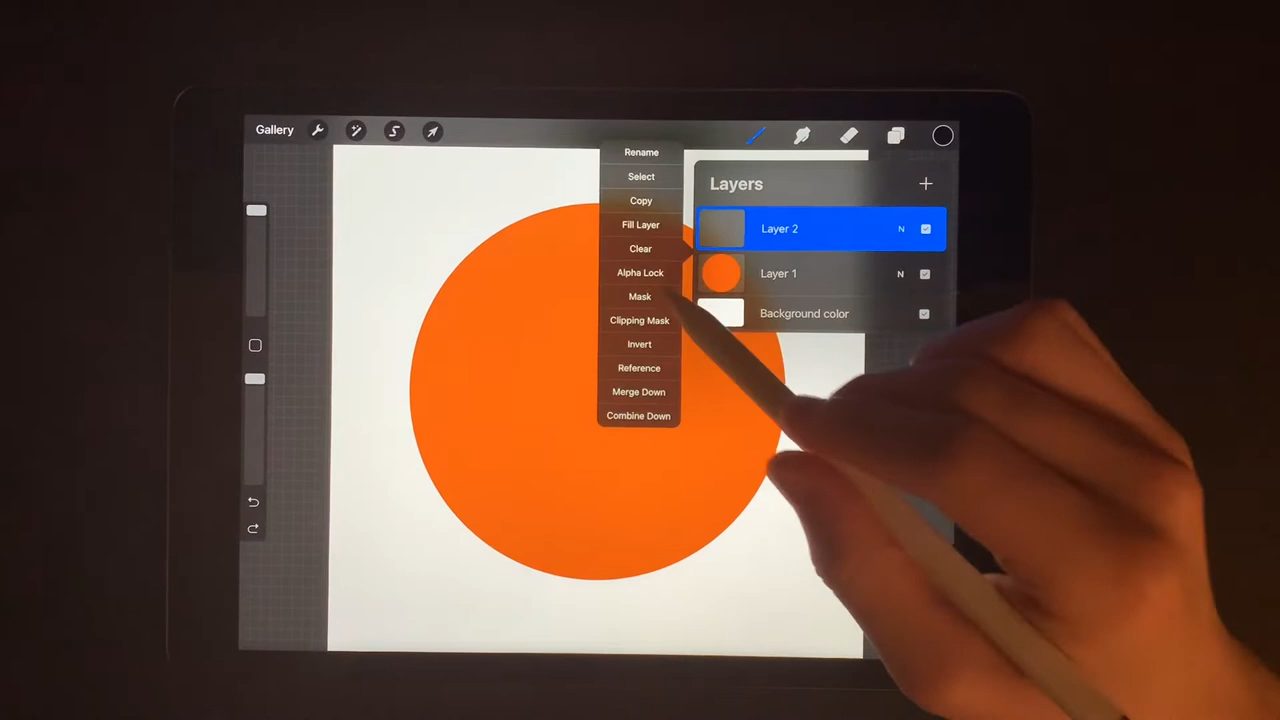 Gallery
Rename
Select
Copy
Fill Layer
Clear
Alpha Lock
Mask
Clipping Mask
Invert
Reference
Merge Down
Combine Down
Layers
Layer 2 N
Layer 1 N
Background color